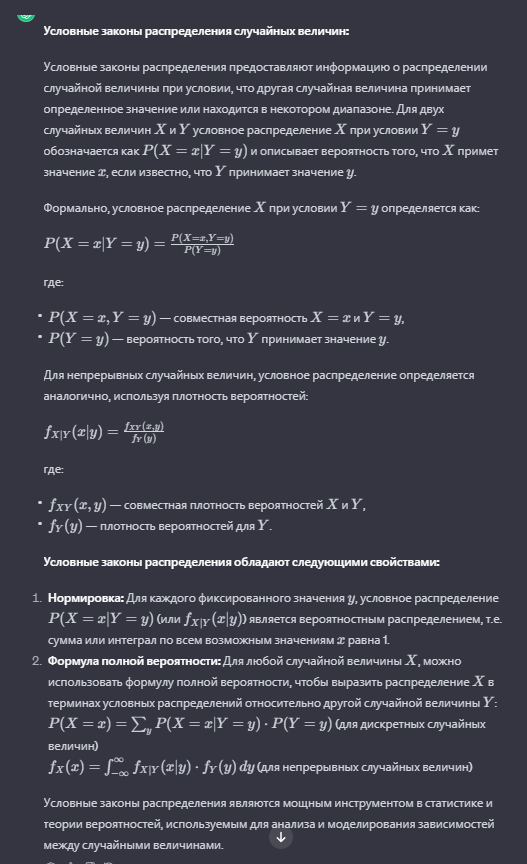 Условные законы распределения случайных величин:
Условные законы распределения предоставляют информацию о распределении
случайной величины при условии, что другая случайная величина принимает
определенное значение или находится в некотором диапазоне. Для двух
случайных величин X и Y условное распределение X при условии Y = y
обозначается как P(X = x|Y = y) и описывает вероятность того, что X примет
значение x, если известно, что Y принимает значение y.
Формально, условное распределение X при условии Y = y определяется как:
P(X = x|Y = y) = P(X=x,Y=y)/P(Y=y)
где:
• P(X = x, Y = y) — совместная вероятность X = x и Y = y,
• P(Y = y) — вероятность того, что Y принимает значение y.
Для непрерывных случайных величин, условное распределение определяется
аналогично, используя плотность вероятностей:
f_{X|Y}(x|y) = f_{XY}(x,y)/f_Y(y)
где:
• f_{XY}(x, y) — совместная плотность вероятностей X и Y,
• f_Y(y) — плотность вероятностей для Y.
Условные законы распределения обладают следующими свойствами:
1. Нормировка: Для каждого фиксированного значения y, условное распределение
P(X = x|Y = y) (или f_{X|Y}(x|y)) является вероятностным распределением, т.е.
сумма или интеграл по всем возможным значениям x равна 1.
2. Формула полной вероятности: Для любой случайной величины X, можно
использовать формулу полной вероятности, чтобы выразить распределение X в
терминах условных распределений относительно другой случайной величины Y:
P(X = x) = ∑_y P(X = x|Y = y) · P(Y = y) (для дискретных случайных
величин)
f_X(x) = ∫_{-∞}^{∞} f_{X|Y}(x|y) · f_Y(y) dy (для непрерывных случайных величин)
Условные законы распределения являются мощным инструментом в статистике и
теории вероятностей, используемым для анализа и моделирования зависимостей
между случайными величинами.